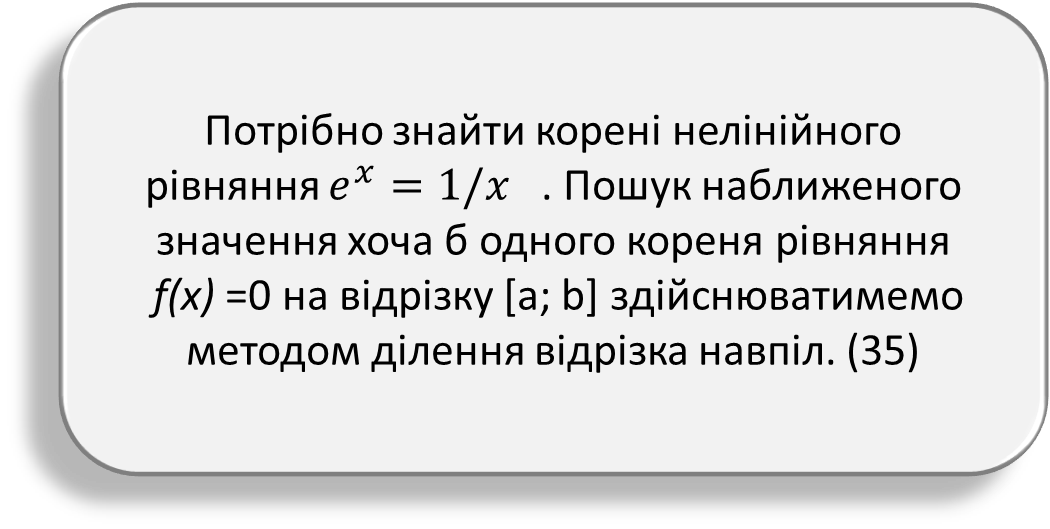 Потрібно знайти корені нелінійного
рівняння eˣ = 1/x . Пошук наближеного
значення хоча б одного кореня рівняння
f(x) =0 на відрізку [a; b] здійснюватимемо
методом ділення відрізка навпіл. (35)